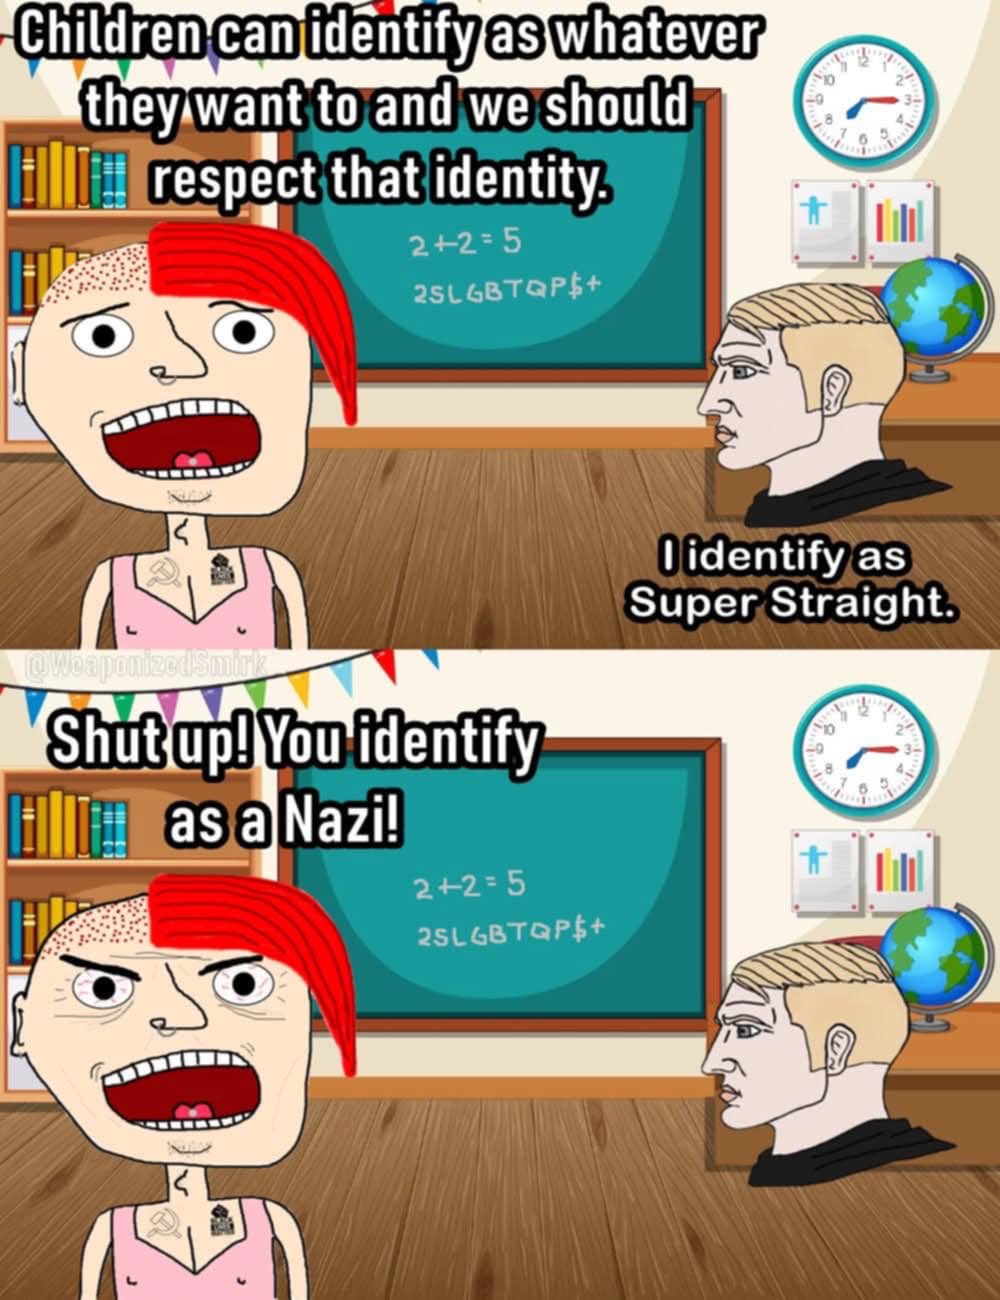 Children can identify as whatever
they want to and we should
respect that identity.
2+2=5
2SLGBTQP$+
I identify as
Super Straight.
@WeaponizedSmirk
Shut up! You identify
as a Nazi!
2+2=5
2SLGBTQP$+